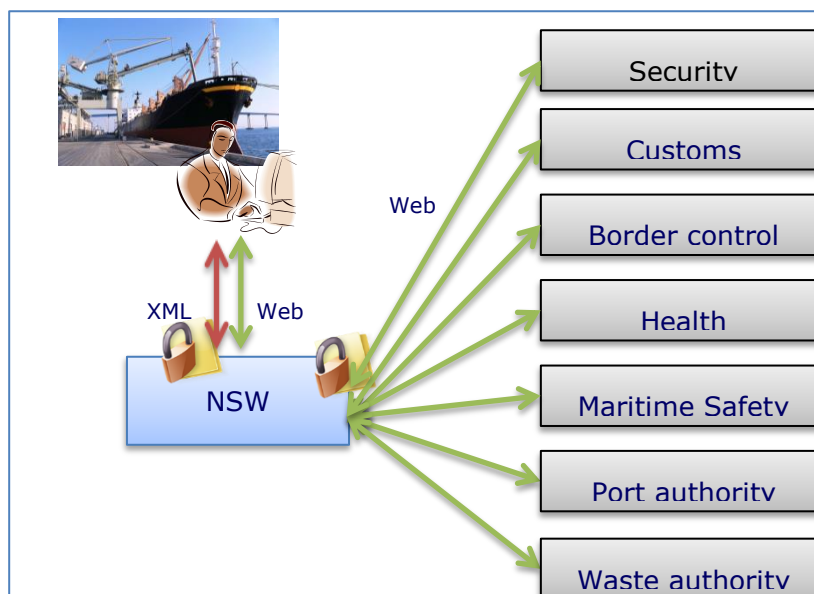 Security
Customs
Web
Border control
XML
Web
Health
NSW
Maritime Safety
Port authority
Waste authority